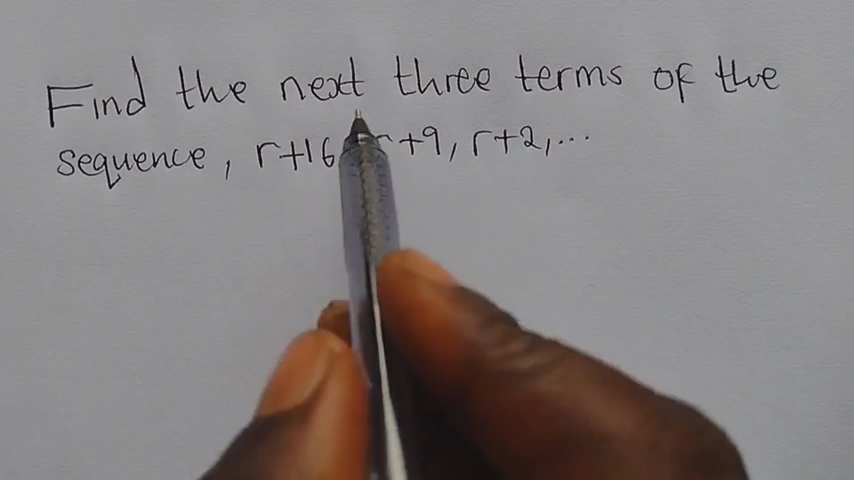 Find the next three terms of the
sequence, r+16 r+9, r+2,...